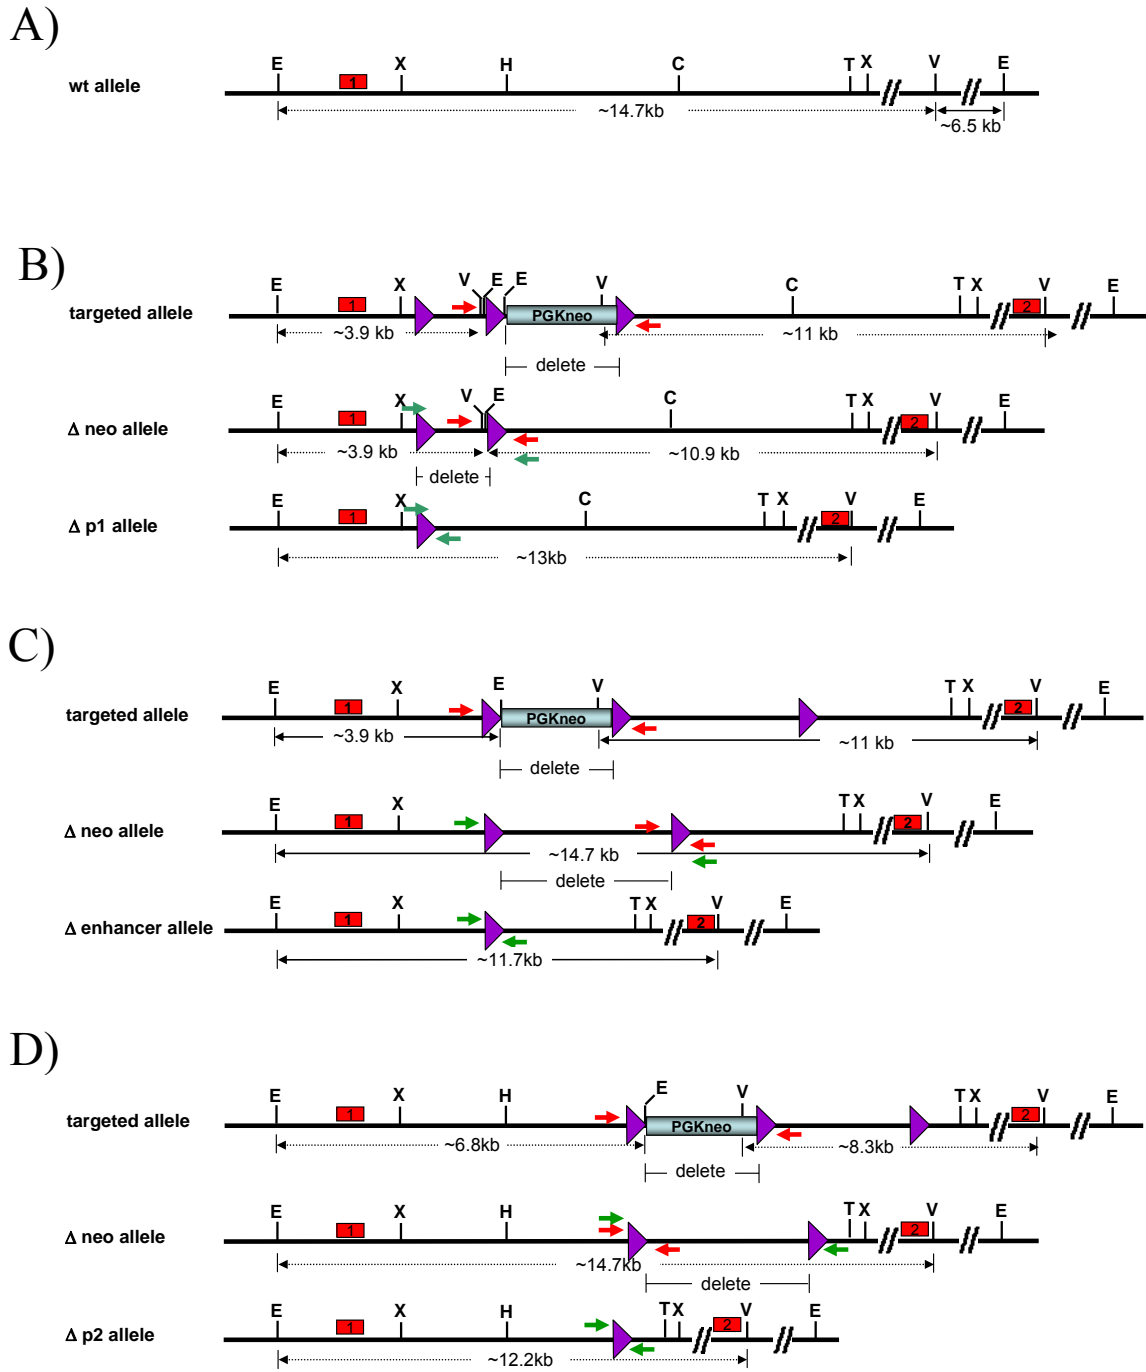 A)
E X H C T X V E
wt allele 1
~14.7kb ~6.5 kb
B)
E X V E E V C T X V E
targeted allele 1 PGKneo 2
~3.9 kb ~11 kb
delete
E X V E C T X V E
Δ neo allele 1 2
~3.9 kb ~10.9 kb
delete
E X C T X V E
Δ p1 allele 1 2
~13kb
C)
E X E V T X V E
targeted allele 1 PGKneo 2
~3.9 kb ~11 kb
delete
E X T X V E
Δ neo allele 1 2
~14.7 kb
delete
E X T X V E
Δ enhancer allele 1 2
~11.7kb
D)
E X H E V T X V E
targeted allele 1 PGKneo 2
~6.8kb ~8.3kb
delete
E X H T X V E
Δ neo allele 1 2
~14.7kb
delete
E X H T X V E
Δ p2 allele 1 2
~12.2kb